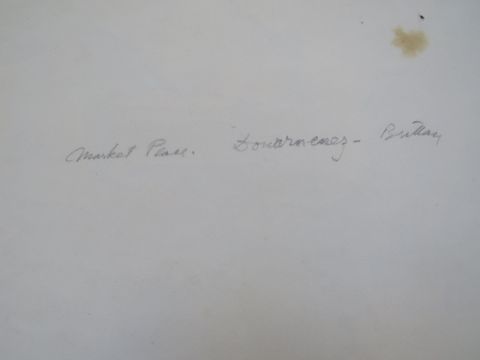 Market Place. Douarnenez - Brittany